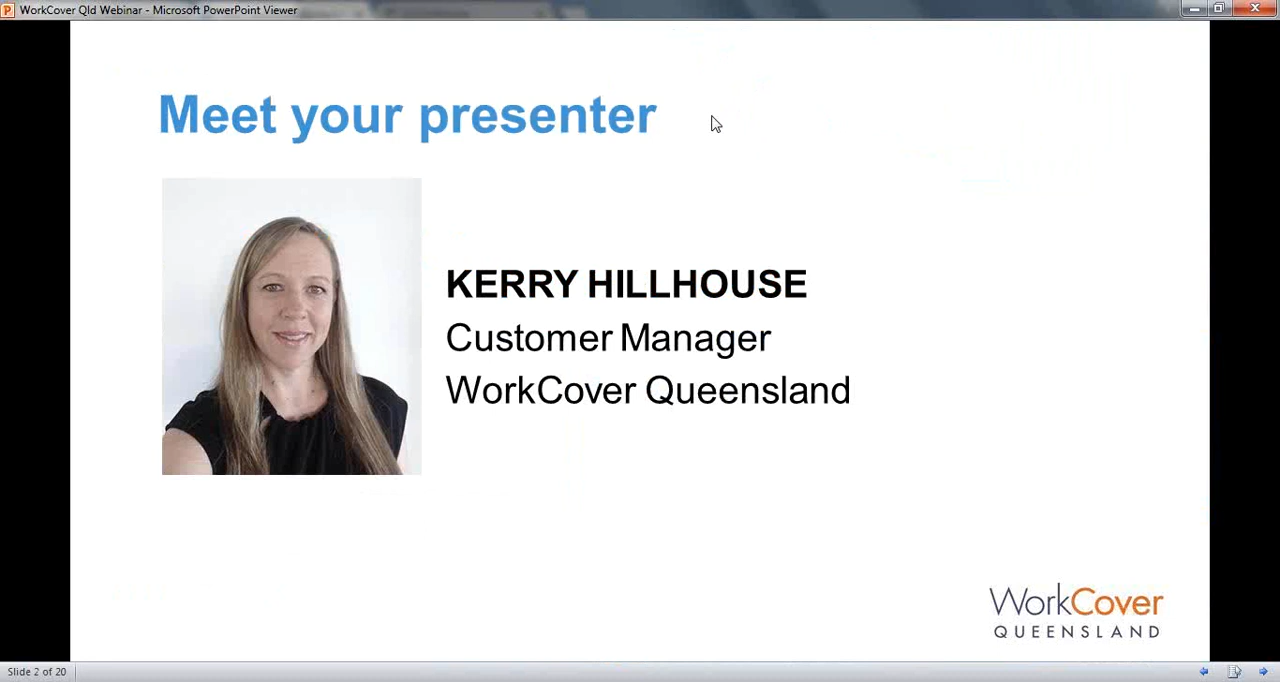 WorkCover Qld Webinar - Microsoft PowerPoint Viewer
Meet your presenter
KERRY HILLHOUSE
Customer Manager
WorkCover Queensland
WorkCover
QUEENSLAND
Slide 2 of 20